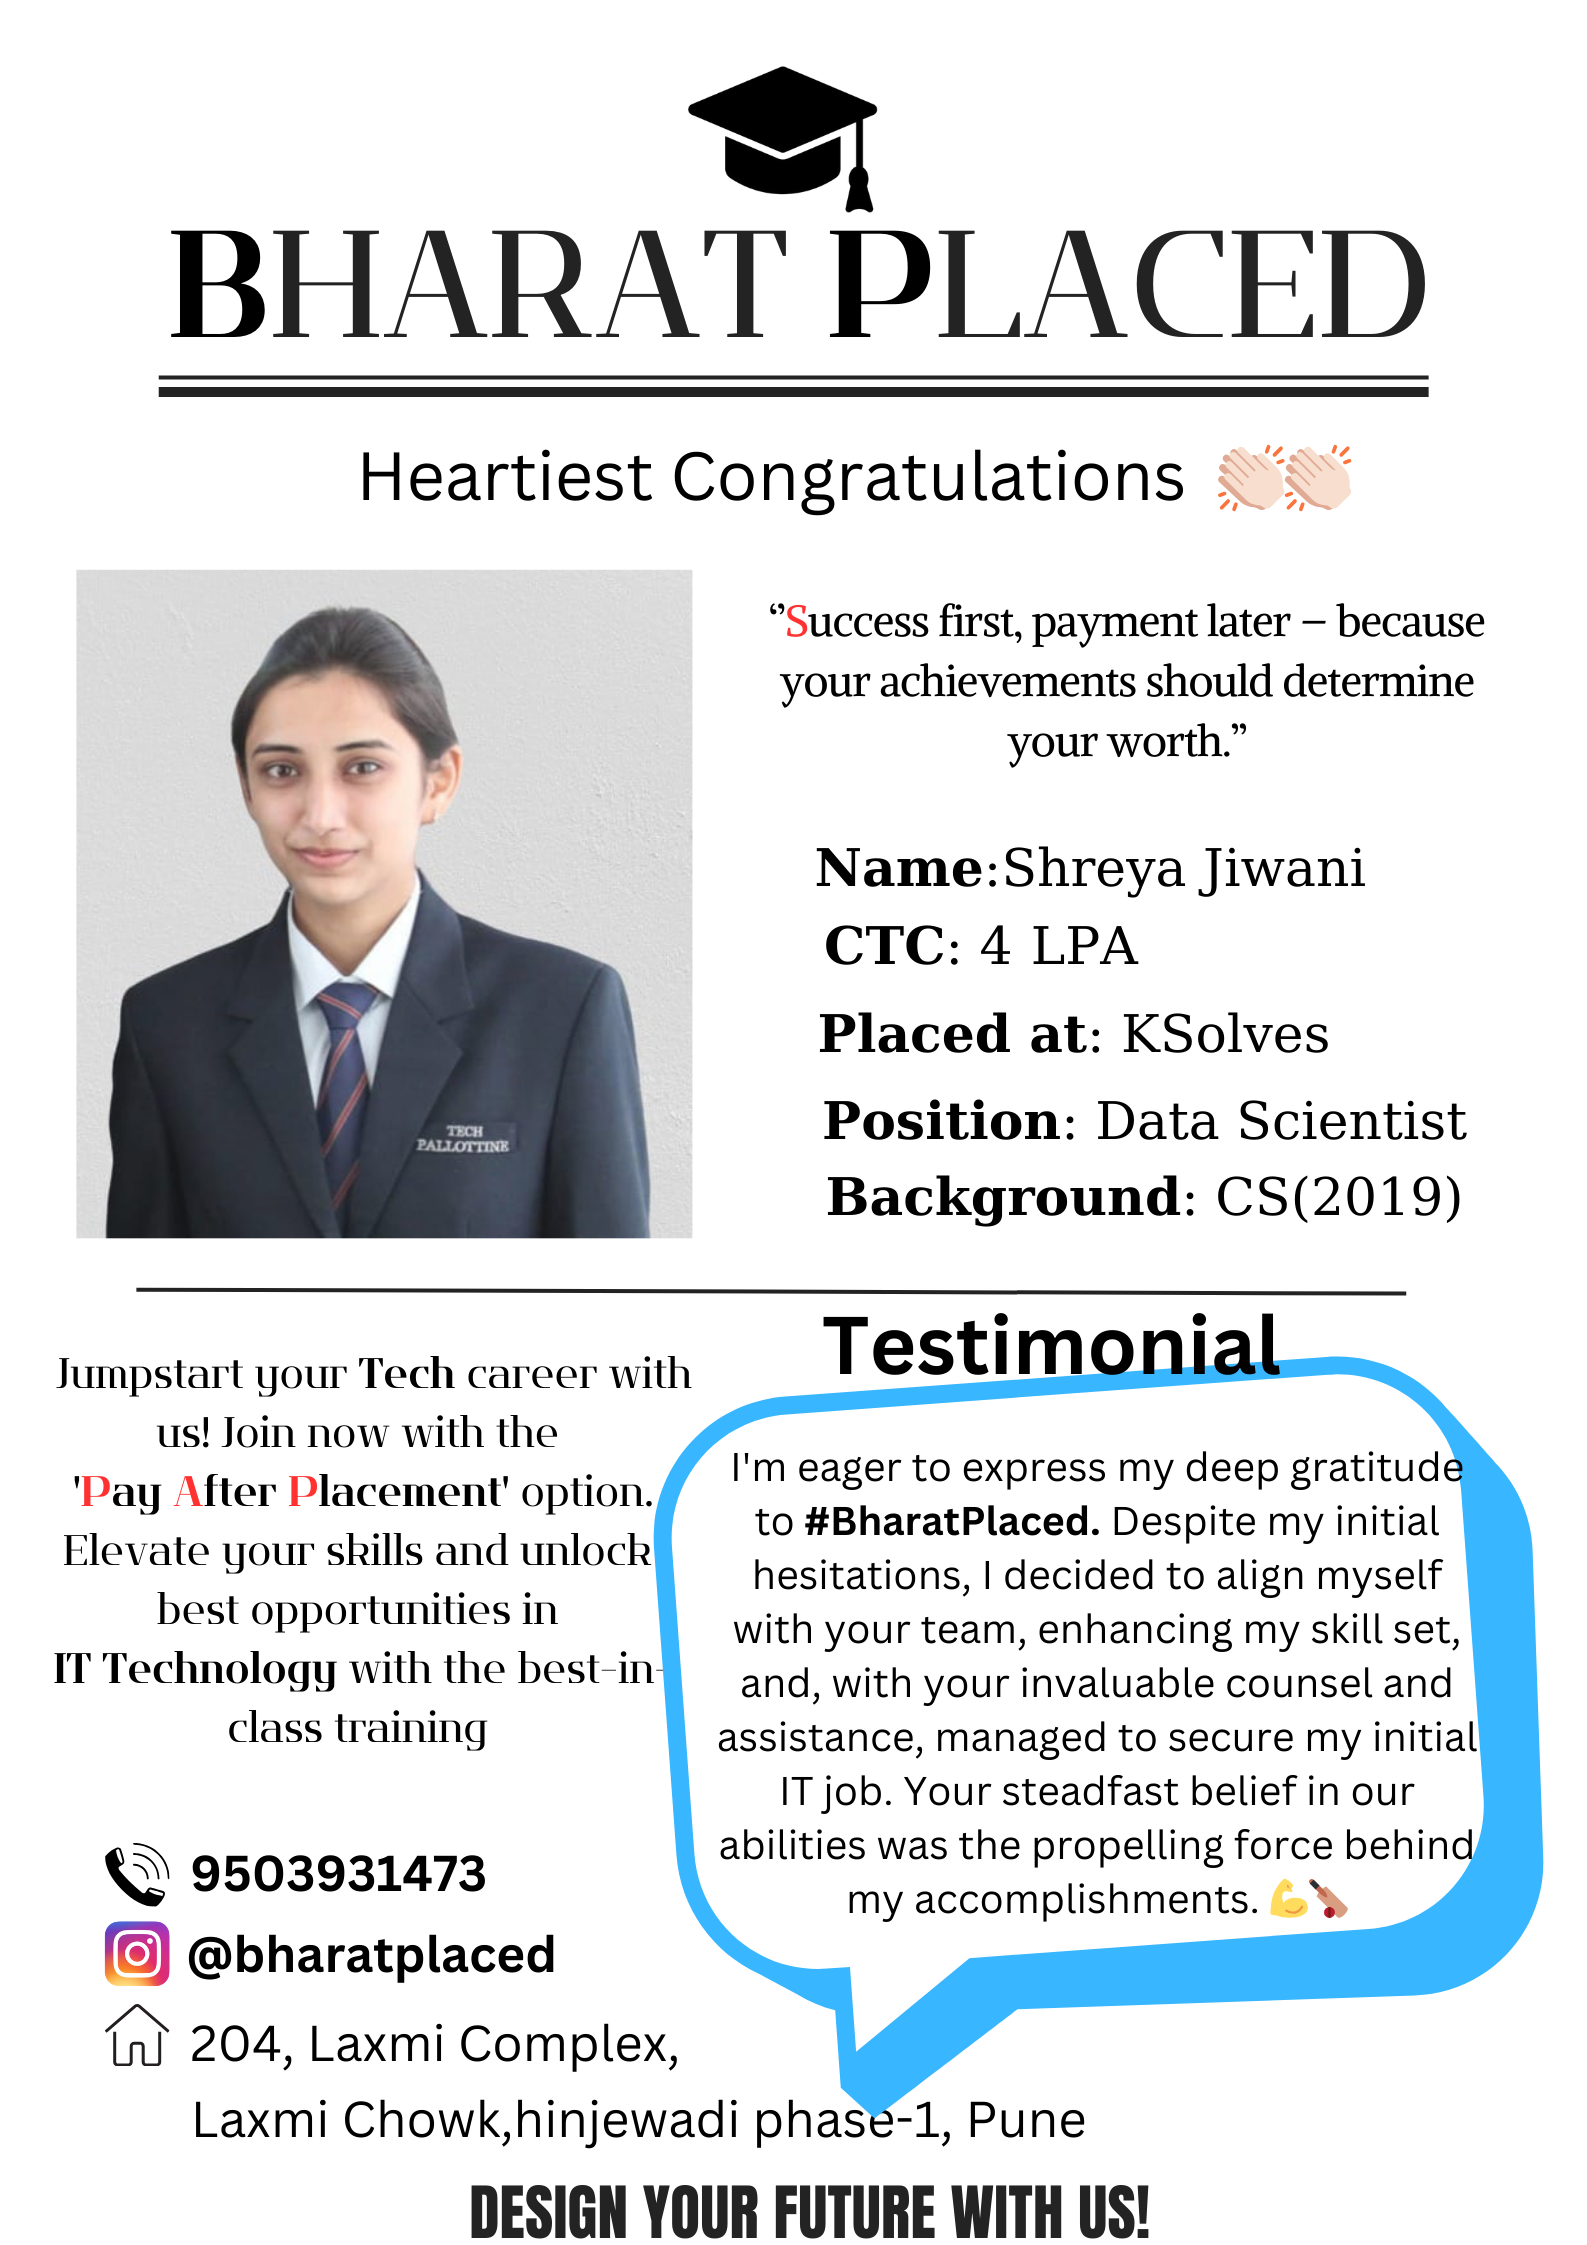 BHARAT PLACED
Heartiest Congratulations 👏🏻👏🏻
“Success first, payment later – because
your achievements should determine
your worth.”
Name:Shreya Jiwani
CTC: 4 LPA
Placed at: KSolves
Position: Data Scientist
Background: CS(2019)
TECH
PALLOTTINE
Jumpstart your Tech career with
us! Join now with the
'Pay After Placement' option.
Elevate your skills and unlock
best opportunities in
IT Technology with the best-in-
class training
Testimonial
I'm eager to express my deep gratitude
to #BharatPlaced. Despite my initial
hesitations, I decided to align myself
with your team, enhancing my skill set,
and, with your invaluable counsel and
assistance, managed to secure my initial
IT job. Your steadfast belief in our
abilities was the propelling force behind
my accomplishments. 💪🏏
9503931473
@bharatplaced
204, Laxmi Complex,
Laxmi Chowk,hinjewadi phase-1, Pune
DESIGN YOUR FUTURE WITH US!